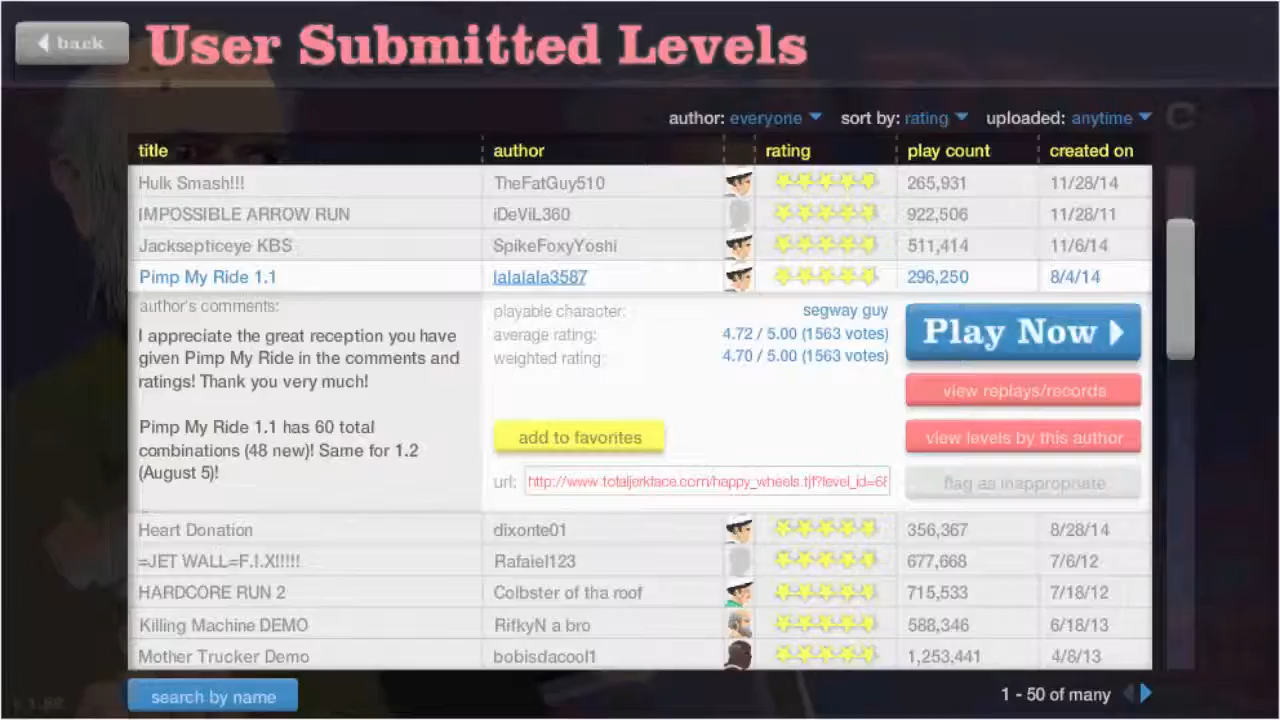 back
User Submitted Levels
author: everyone sort by: rating uploaded: anytime
title author rating play count created on
Hulk Smash!!! TheFatGuy510 265,931 11/28/14
IMPOSSIBLE ARROW RUN iDeViL360 922,506 11/28/11
Jacksepticeye KBS SpikeFoxyYoshi 511,414 11/6/14
Pimp My Ride 1.1 lalalala3587 296,250 8/4/14
author's comments:
I appreciate the great reception you have
given Pimp My Ride in the comments and
ratings! Thank you very much!
Pimp My Ride 1.1 has 60 total
combinations (48 new)! Same for 1.2
(August 5)!
playable character: segway guy
average rating: 4.72 / 5.00 (1563 votes)
weighted rating: 4.70 / 5.00 (1563 votes)
add to favorites
url: http://www.totaljerkface.com/happy_wheels.tjf?level_id=6
Play Now
view replays/records
view levels by this author
flag as inappropriate
Heart Donation dixonte01 356,367 8/28/14
=JET WALL=F.I.X!!!!! Rafaiel123 677,668 7/6/12
HARDCORE RUN 2 Colbster of tha roof 715,533 7/18/12
Killing Machine DEMO RifkyN a bro 588,346 6/18/13
Mother Trucker Demo bobisdacool1 1,253,441 4/8/13
search by name
1 - 50 of many